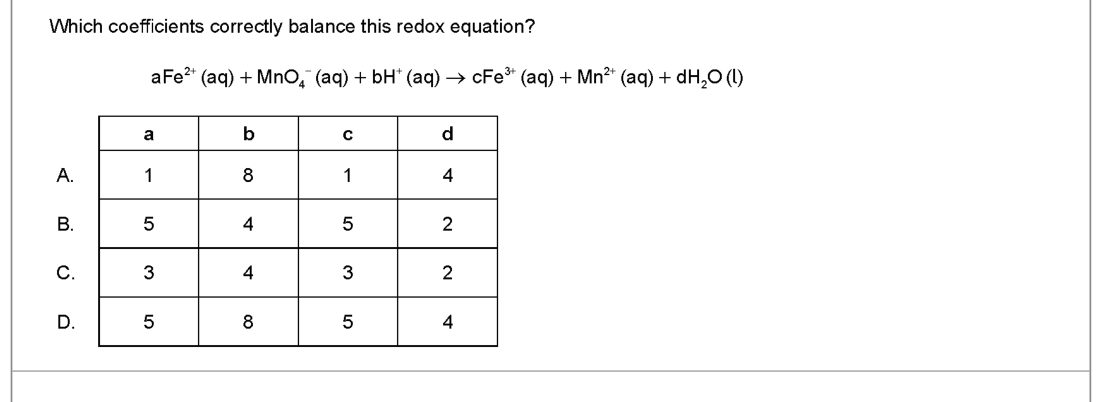 Which coefficients correctly balance this redox equation?
aFe²⁺ (aq) + MnO₄⁻ (aq) + bH⁺ (aq) → cFe³⁺ (aq) + Mn²⁺ (aq) + dH₂O (l)
a b c d
A. 1 8 1 4
B. 5 4 5 2
C. 3 4 3 2
D. 5 8 5 4